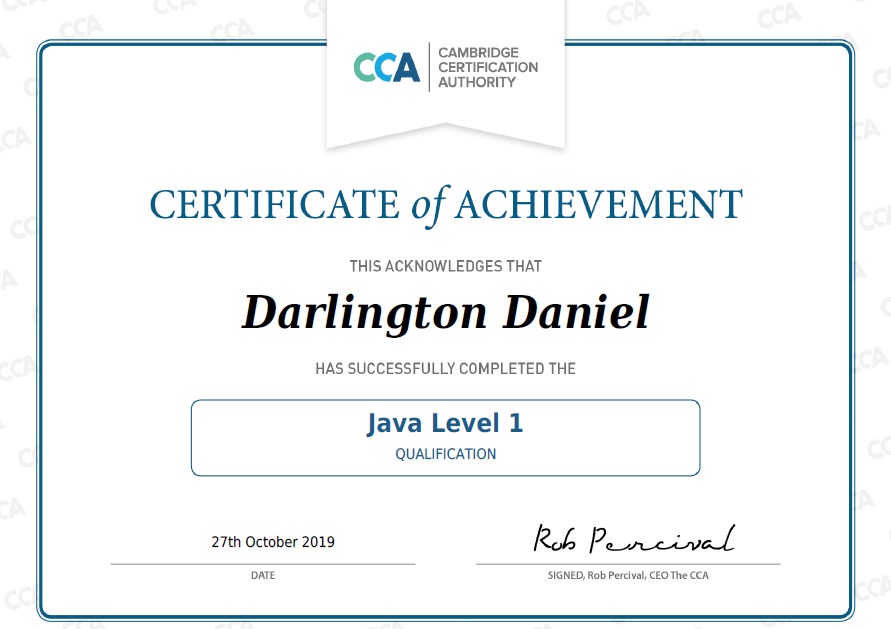 CCA
CAMBRIDGE
CERTIFICATION
AUTHORITY
CERTIFICATE of ACHIEVEMENT
THIS ACKNOWLEDGES THAT
Darlington Daniel
HAS SUCCESSFULLY COMPLETED THE
Java Level 1
QUALIFICATION
27th October 2019
Rob Percival
DATE
SIGNED, Rob Percival, CEO The CCA